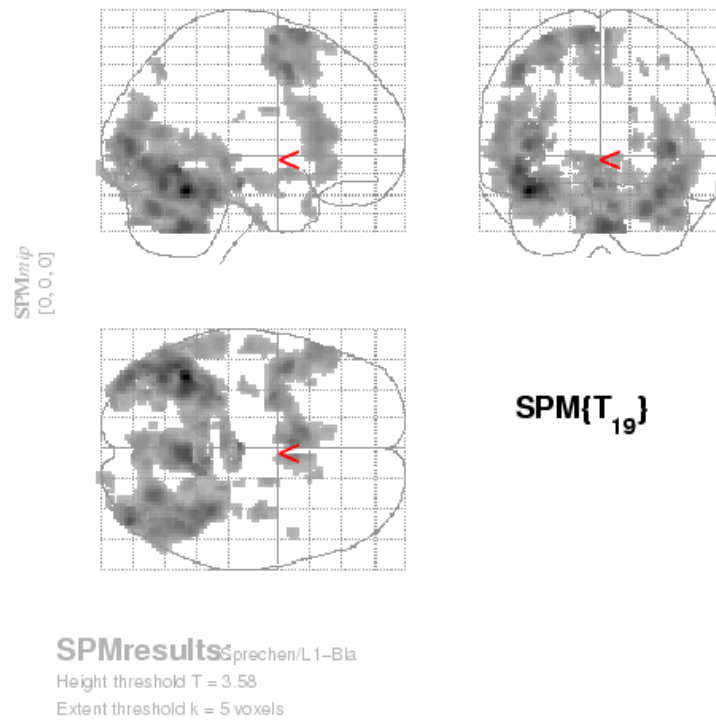 SPMmip
[0, 0, 0]
<
<
<
SPM{T19}
SPMresults: Sprechen/L1-Bla
Height threshold T = 3.58
Extent threshold k = 5 voxels